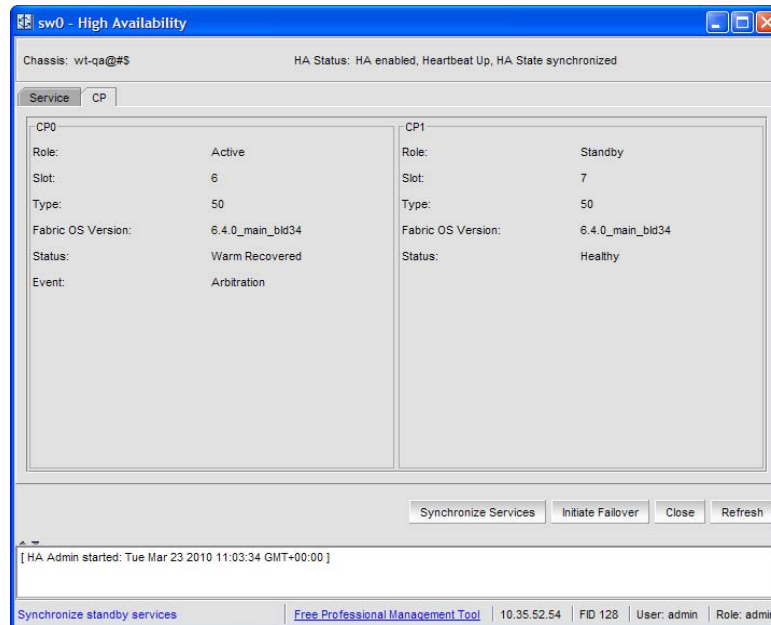 sw0 - High Availability
Chassis: wt-qa@#$ HA Status: HA enabled, Heartbeat Up, HA State synchronized
Service CP
CP0
Role: Active
Slot: 6
Type: 50
Fabric OS Version: 6.4.0_main_bld34
Status: Warm Recovered
Event: Arbitration
CP1
Role: Standby
Slot: 7
Type: 50
Fabric OS Version: 6.4.0_main_bld34
Status: Healthy
Synchronize Services Initiate Failover Close Refresh
[ HA Admin started: Tue Mar 23 2010 11:03:34 GMT+00:00 ]
Synchronize standby services Free Professional Management Tool 10.35.52.54 FID 128 User: admin Role: admin